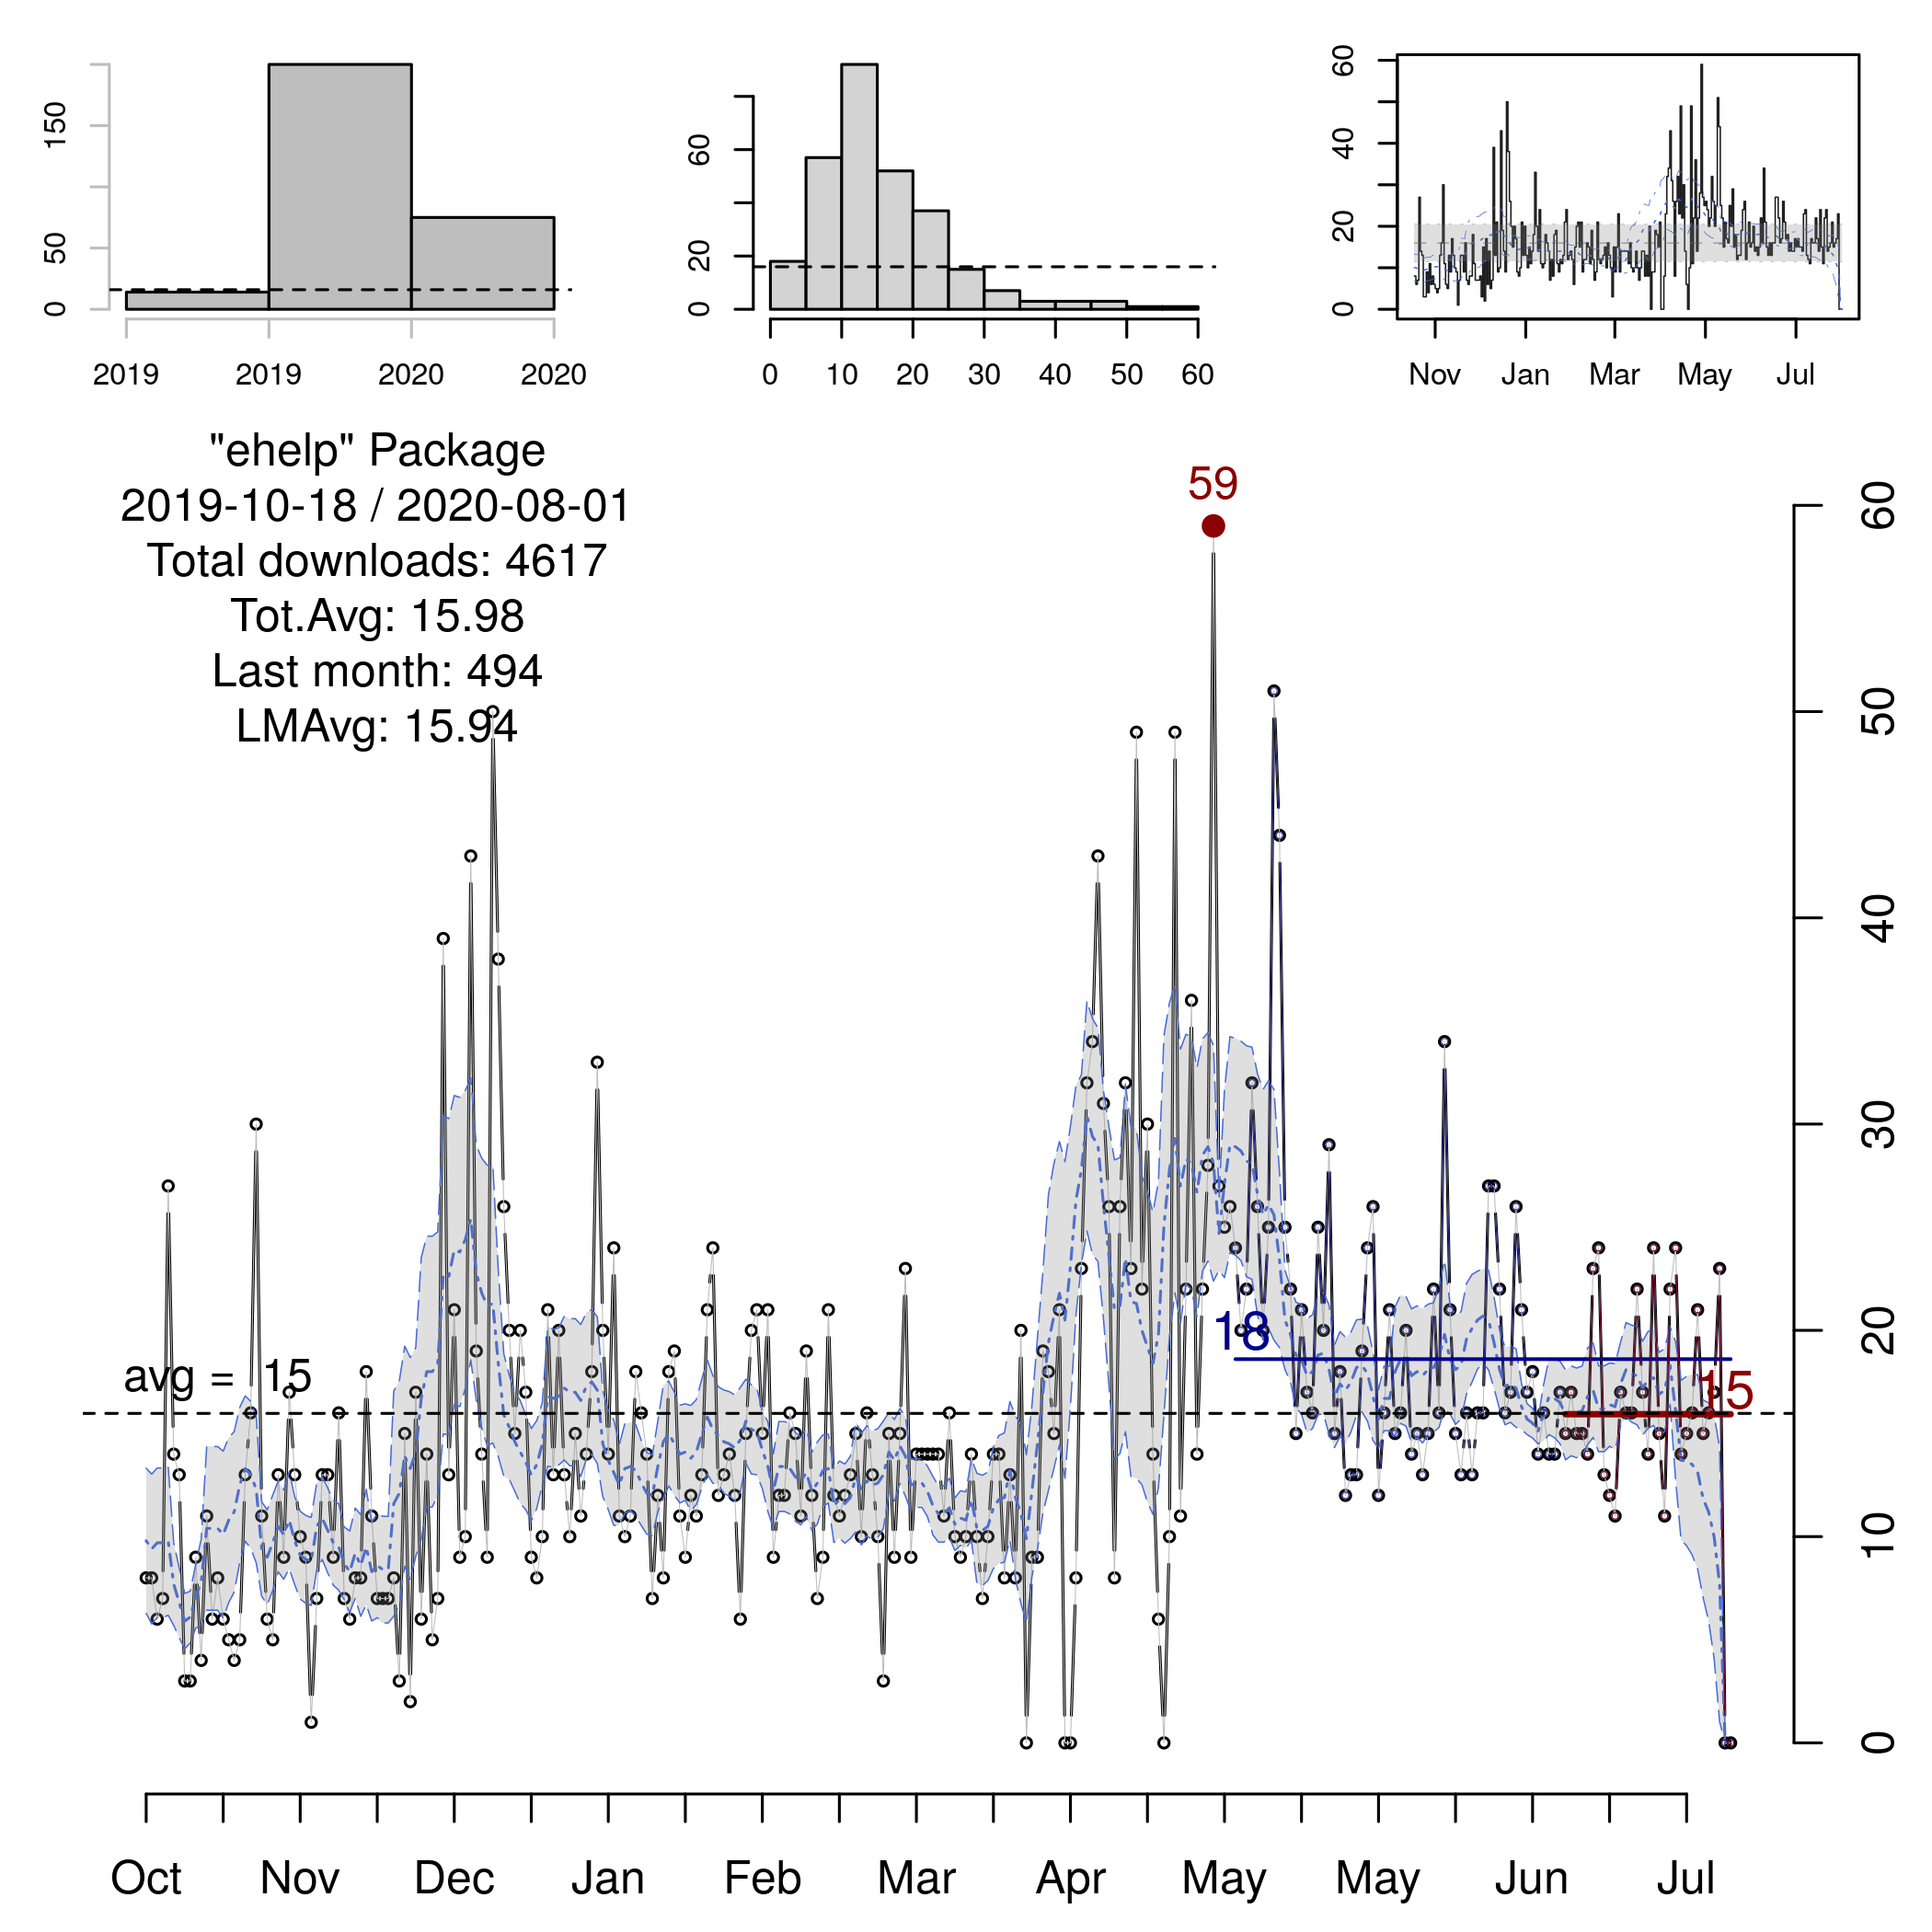 150
50
0
2019 2019 2020 2020
60
20
0
0 10 20 30 40 50 60
60
40
20
0
Nov Jan Mar May Jul
"ehelp" Package
2019-10-18 / 2020-08-01
Total downloads: 4617
Tot.Avg: 15.98
Last month: 494
LMAvg: 15.94
59
avg = 15
18
15
60
50
40
30
20
10
0
Oct Nov Dec Jan Feb Mar Apr May May Jun Jul